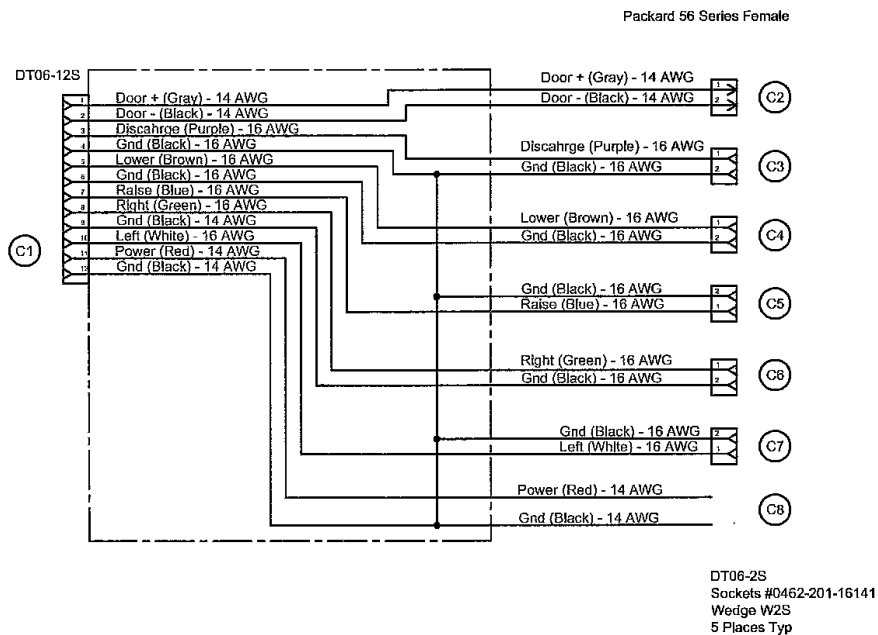 Packard 56 Series Female
DT06-12S
C1
1 Door + (Gray) - 14 AWG
2 Door - (Black) - 14 AWG
3 Discahrge (Purple) - 16 AWG
4 Gnd (Black) - 16 AWG
5 Lower (Brown) - 16 AWG
6 Gnd (Black) - 16 AWG
7 Raise (Blue) - 16 AWG
8 Right (Green) - 16 AWG
9 Gnd (Black) - 14 AWG
10 Left (White) - 16 AWG
11 Power (Red) - 14 AWG
12 Gnd (Black) - 14 AWG
Door + (Gray) - 14 AWG 1
Door - (Black) - 14 AWG 2
C2
Discahrge (Purple) - 16 AWG 1
Gnd (Black) - 16 AWG 2
C3
Lower (Brown) - 16 AWG 1
Gnd (Black) - 16 AWG 2
C4
Gnd (Black) - 16 AWG 2
Raise (Blue) - 16 AWG 1
C5
Right (Green) - 16 AWG 1
Gnd (Black) - 16 AWG 2
C6
Gnd (Black) - 16 AWG 2
Left (White) - 16 AWG 1
C7
Power (Red) - 14 AWG
Gnd (Black) - 14 AWG
C8
DT06-2S
Sockets #0462-201-16141
Wedge W2S
5 Places Typ